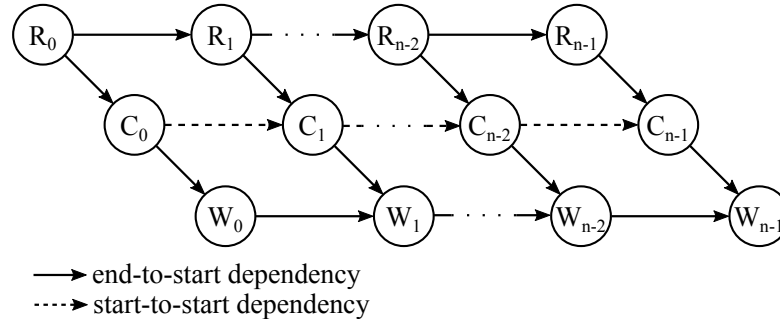 R₀ R₁ · · · Rₙ₋₂ Rₙ₋₁
C₀ C₁ · · · Cₙ₋₂ Cₙ₋₁
W₀ W₁ · · · Wₙ₋₂ Wₙ₋₁
end-to-start dependency
start-to-start dependency